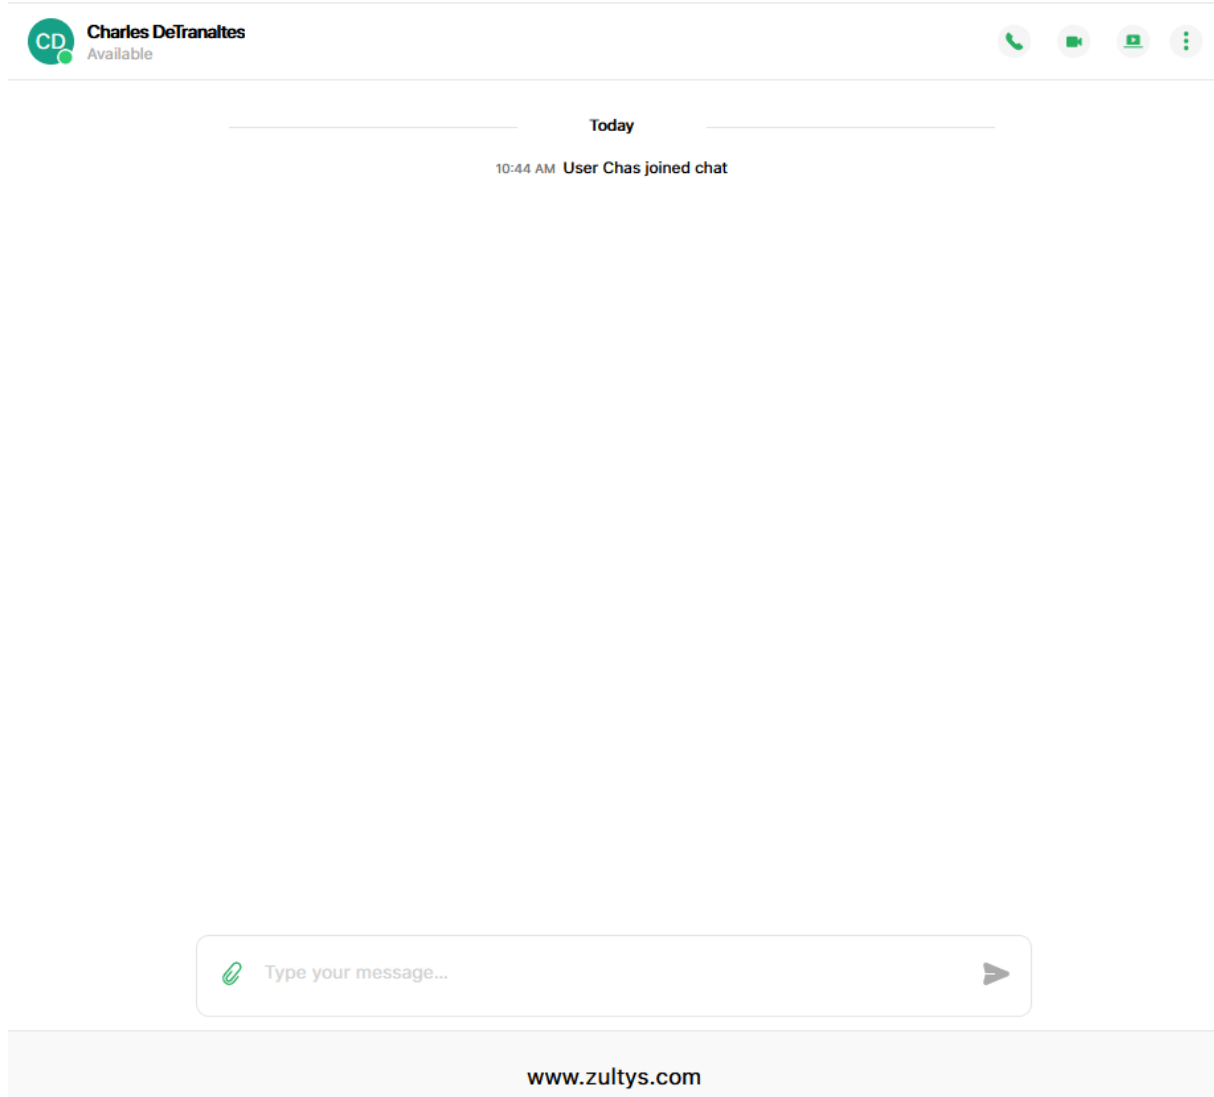 CD
Charles DeTranaltes
Available
Today
10:44 AM User Chas joined chat
Type your message...
www.zultys.com